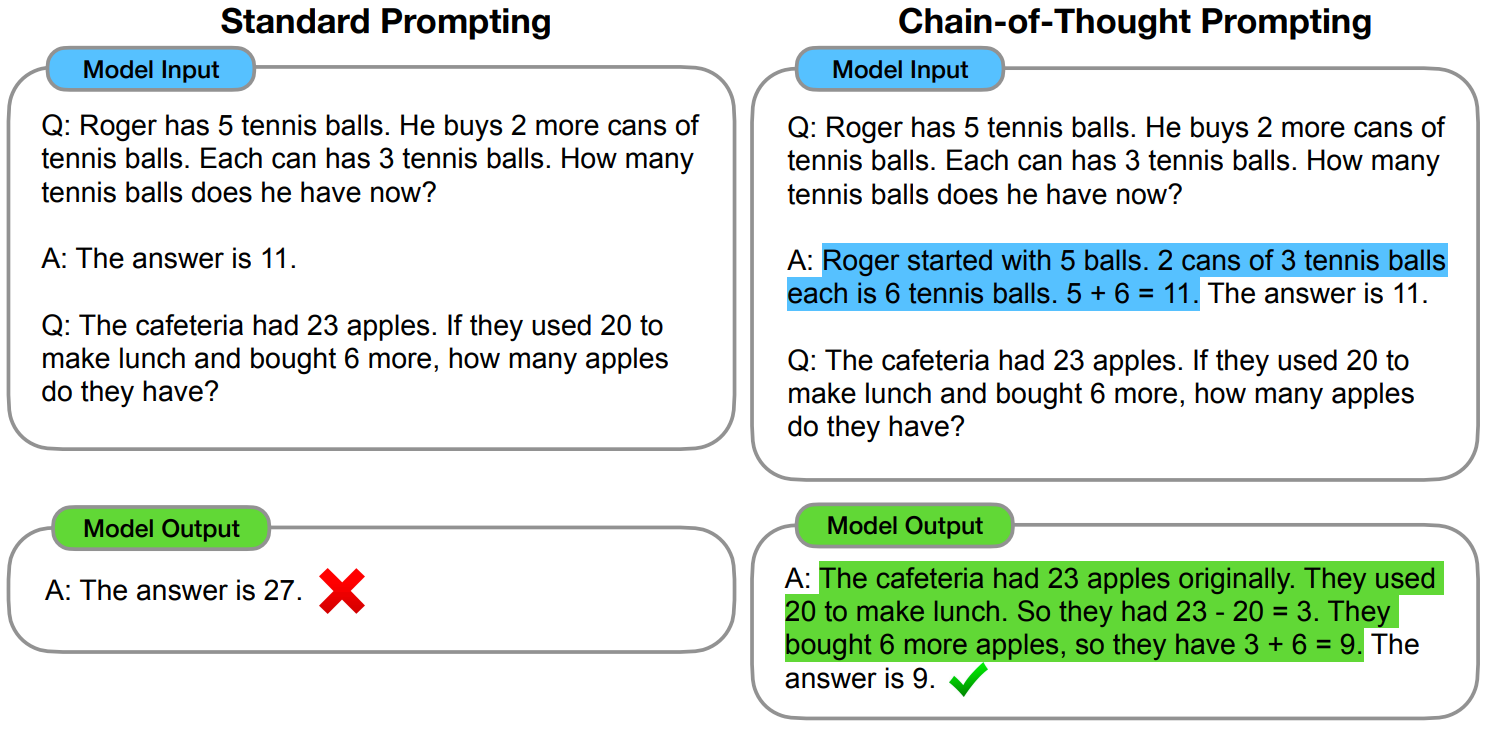 Standard Prompting
Model Input
Q: Roger has 5 tennis balls. He buys 2 more cans of
tennis balls. Each can has 3 tennis balls. How many
tennis balls does he have now?
A: The answer is 11.
Q: The cafeteria had 23 apples. If they used 20 to
make lunch and bought 6 more, how many apples
do they have?
Model Output
A: The answer is 27.
Chain-of-Thought Prompting
Model Input
Q: Roger has 5 tennis balls. He buys 2 more cans of
tennis balls. Each can has 3 tennis balls. How many
tennis balls does he have now?
A: Roger started with 5 balls. 2 cans of 3 tennis balls
each is 6 tennis balls. 5 + 6 = 11. The answer is 11.
Q: The cafeteria had 23 apples. If they used 20 to
make lunch and bought 6 more, how many apples
do they have?
Model Output
A: The cafeteria had 23 apples originally. They used
20 to make lunch. So they had 23 - 20 = 3. They
bought 6 more apples, so they have 3 + 6 = 9. The
answer is 9.